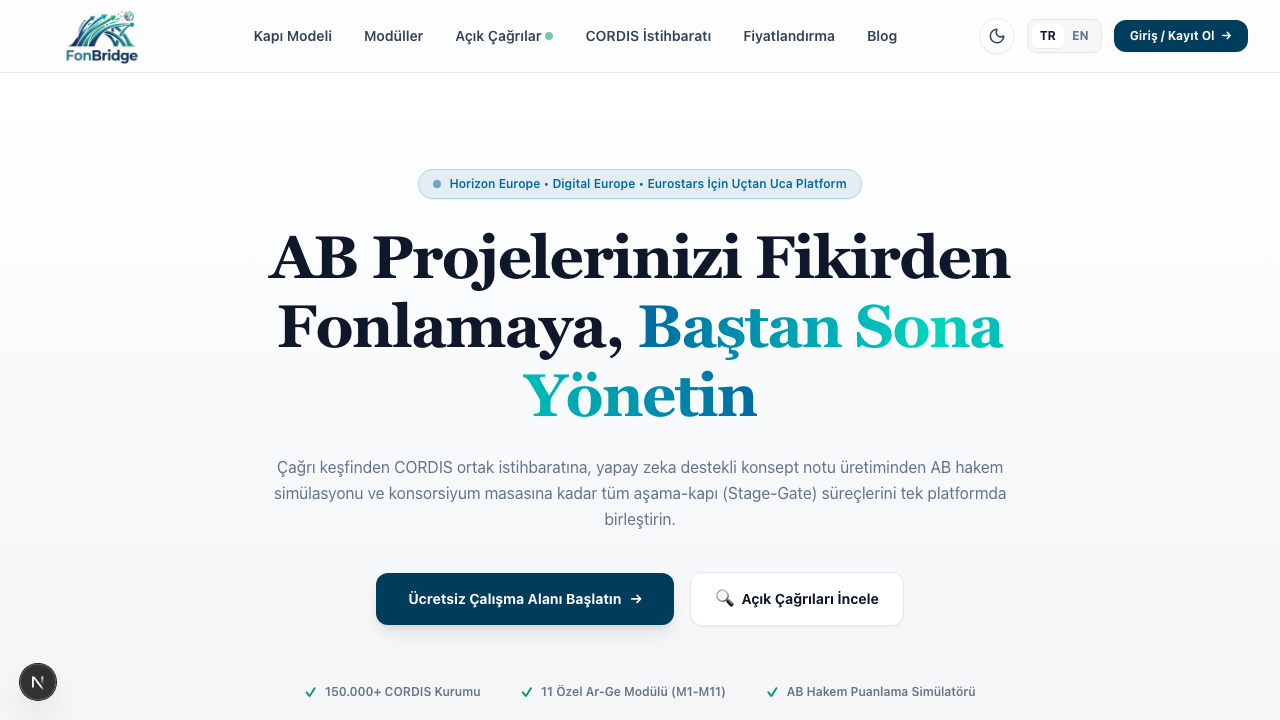 FonBridge
Kapı Modeli
Modüller
Açık Çağrılar
CORDIS İstihbaratı
Fiyatlandırma
Blog
TR
EN
Giriş / Kayıt Ol →
Horizon Europe • Digital Europe • Eurostars İçin Uçtan Uca Platform
AB Projelerinizi Fikirden
Fonlamaya, Baştan Sona
Yönetin
Çağrı keşfinden CORDIS ortak istihbaratına, yapay zeka destekli konsept notu üretiminden AB hakem
simülasyonu ve konsorsiyum masasına kadar tüm aşama-kapı (Stage-Gate) süreçlerini tek platformda
birleştirin.
Ücretsiz Çalışma Alanı Başlatın →
Açık Çağrıları İncele
N
150.000+ CORDIS Kurumu
11 Özel Ar-Ge Modülü (M1-M11)
AB Hakem Puanlama Simülatörü